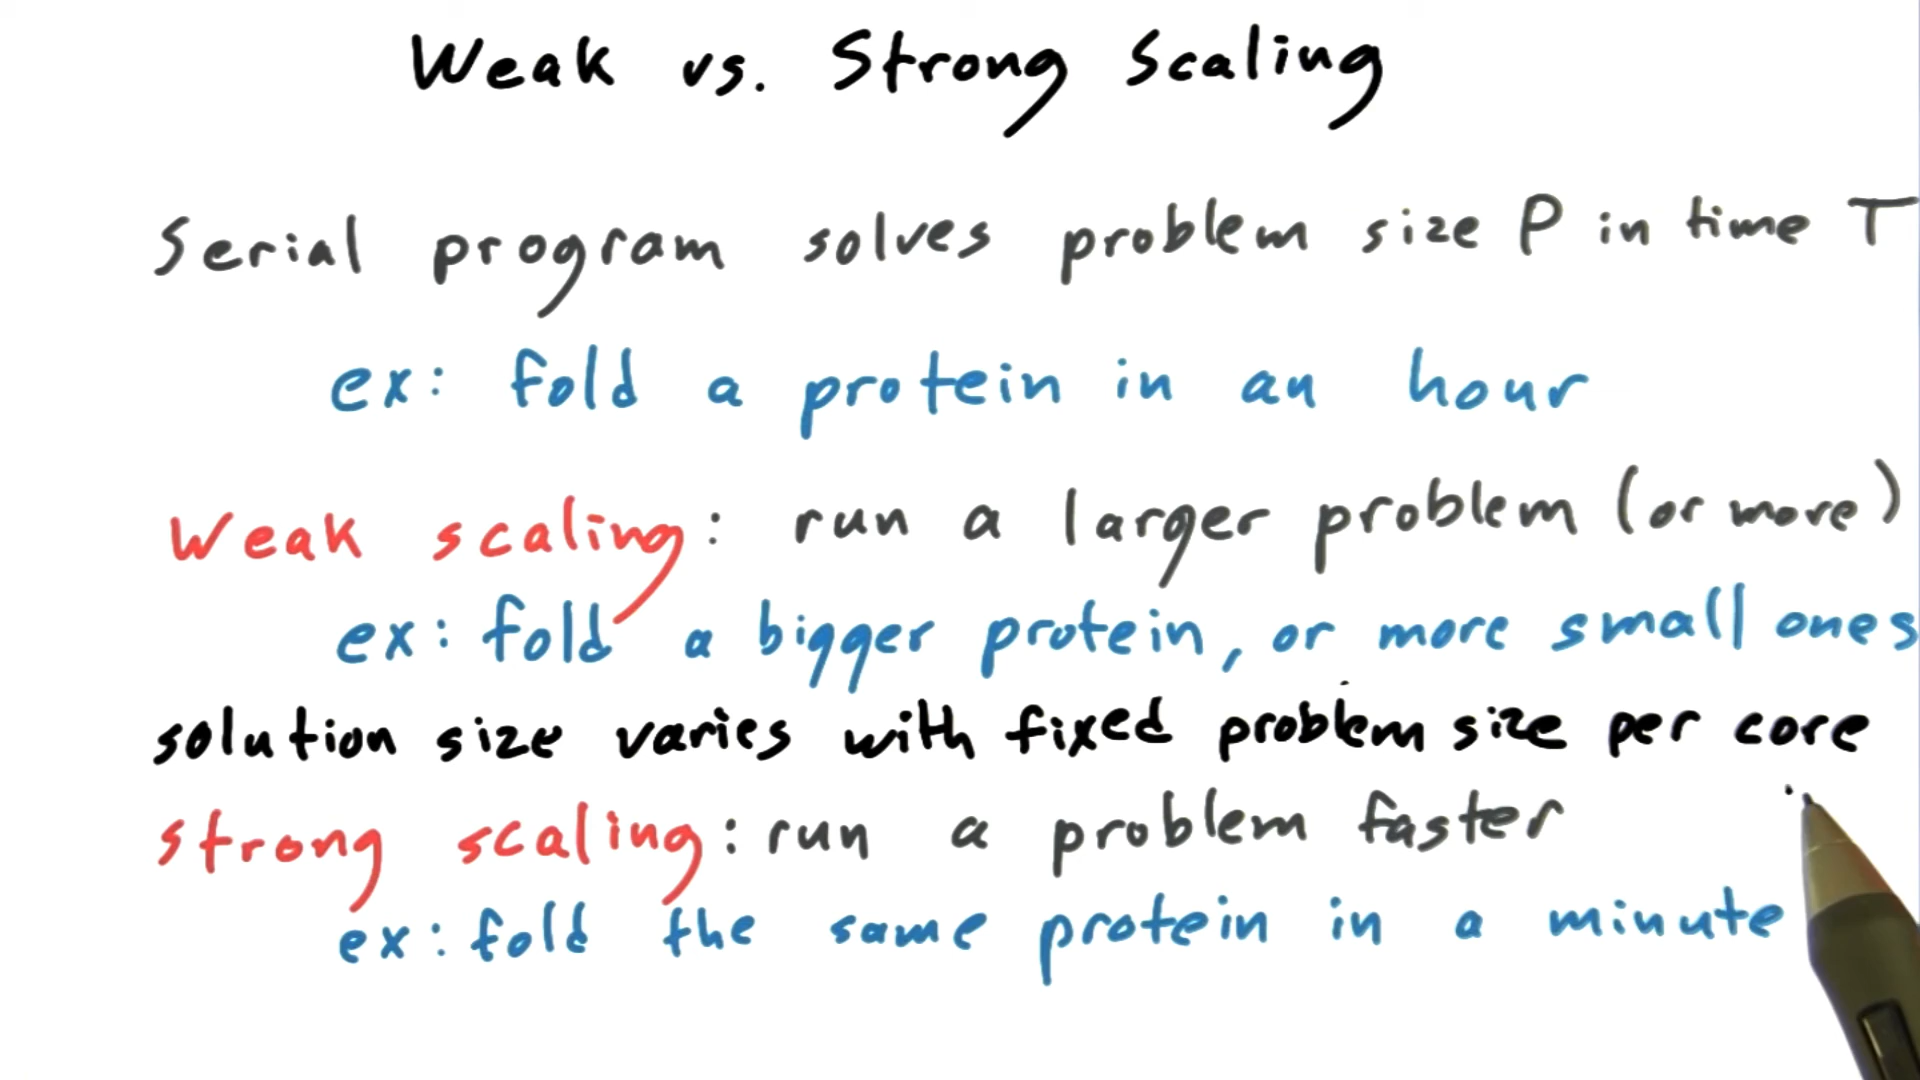 Weak vs. Strong Scaling
Serial program solves problem size P in time T
ex: fold a protein in an hour
Weak scaling: run a larger problem (or more)
ex: fold a bigger protein, or more small ones
solution size varies with fixed problem size per core
strong scaling: run a problem faster
ex: fold the same protein in a minute